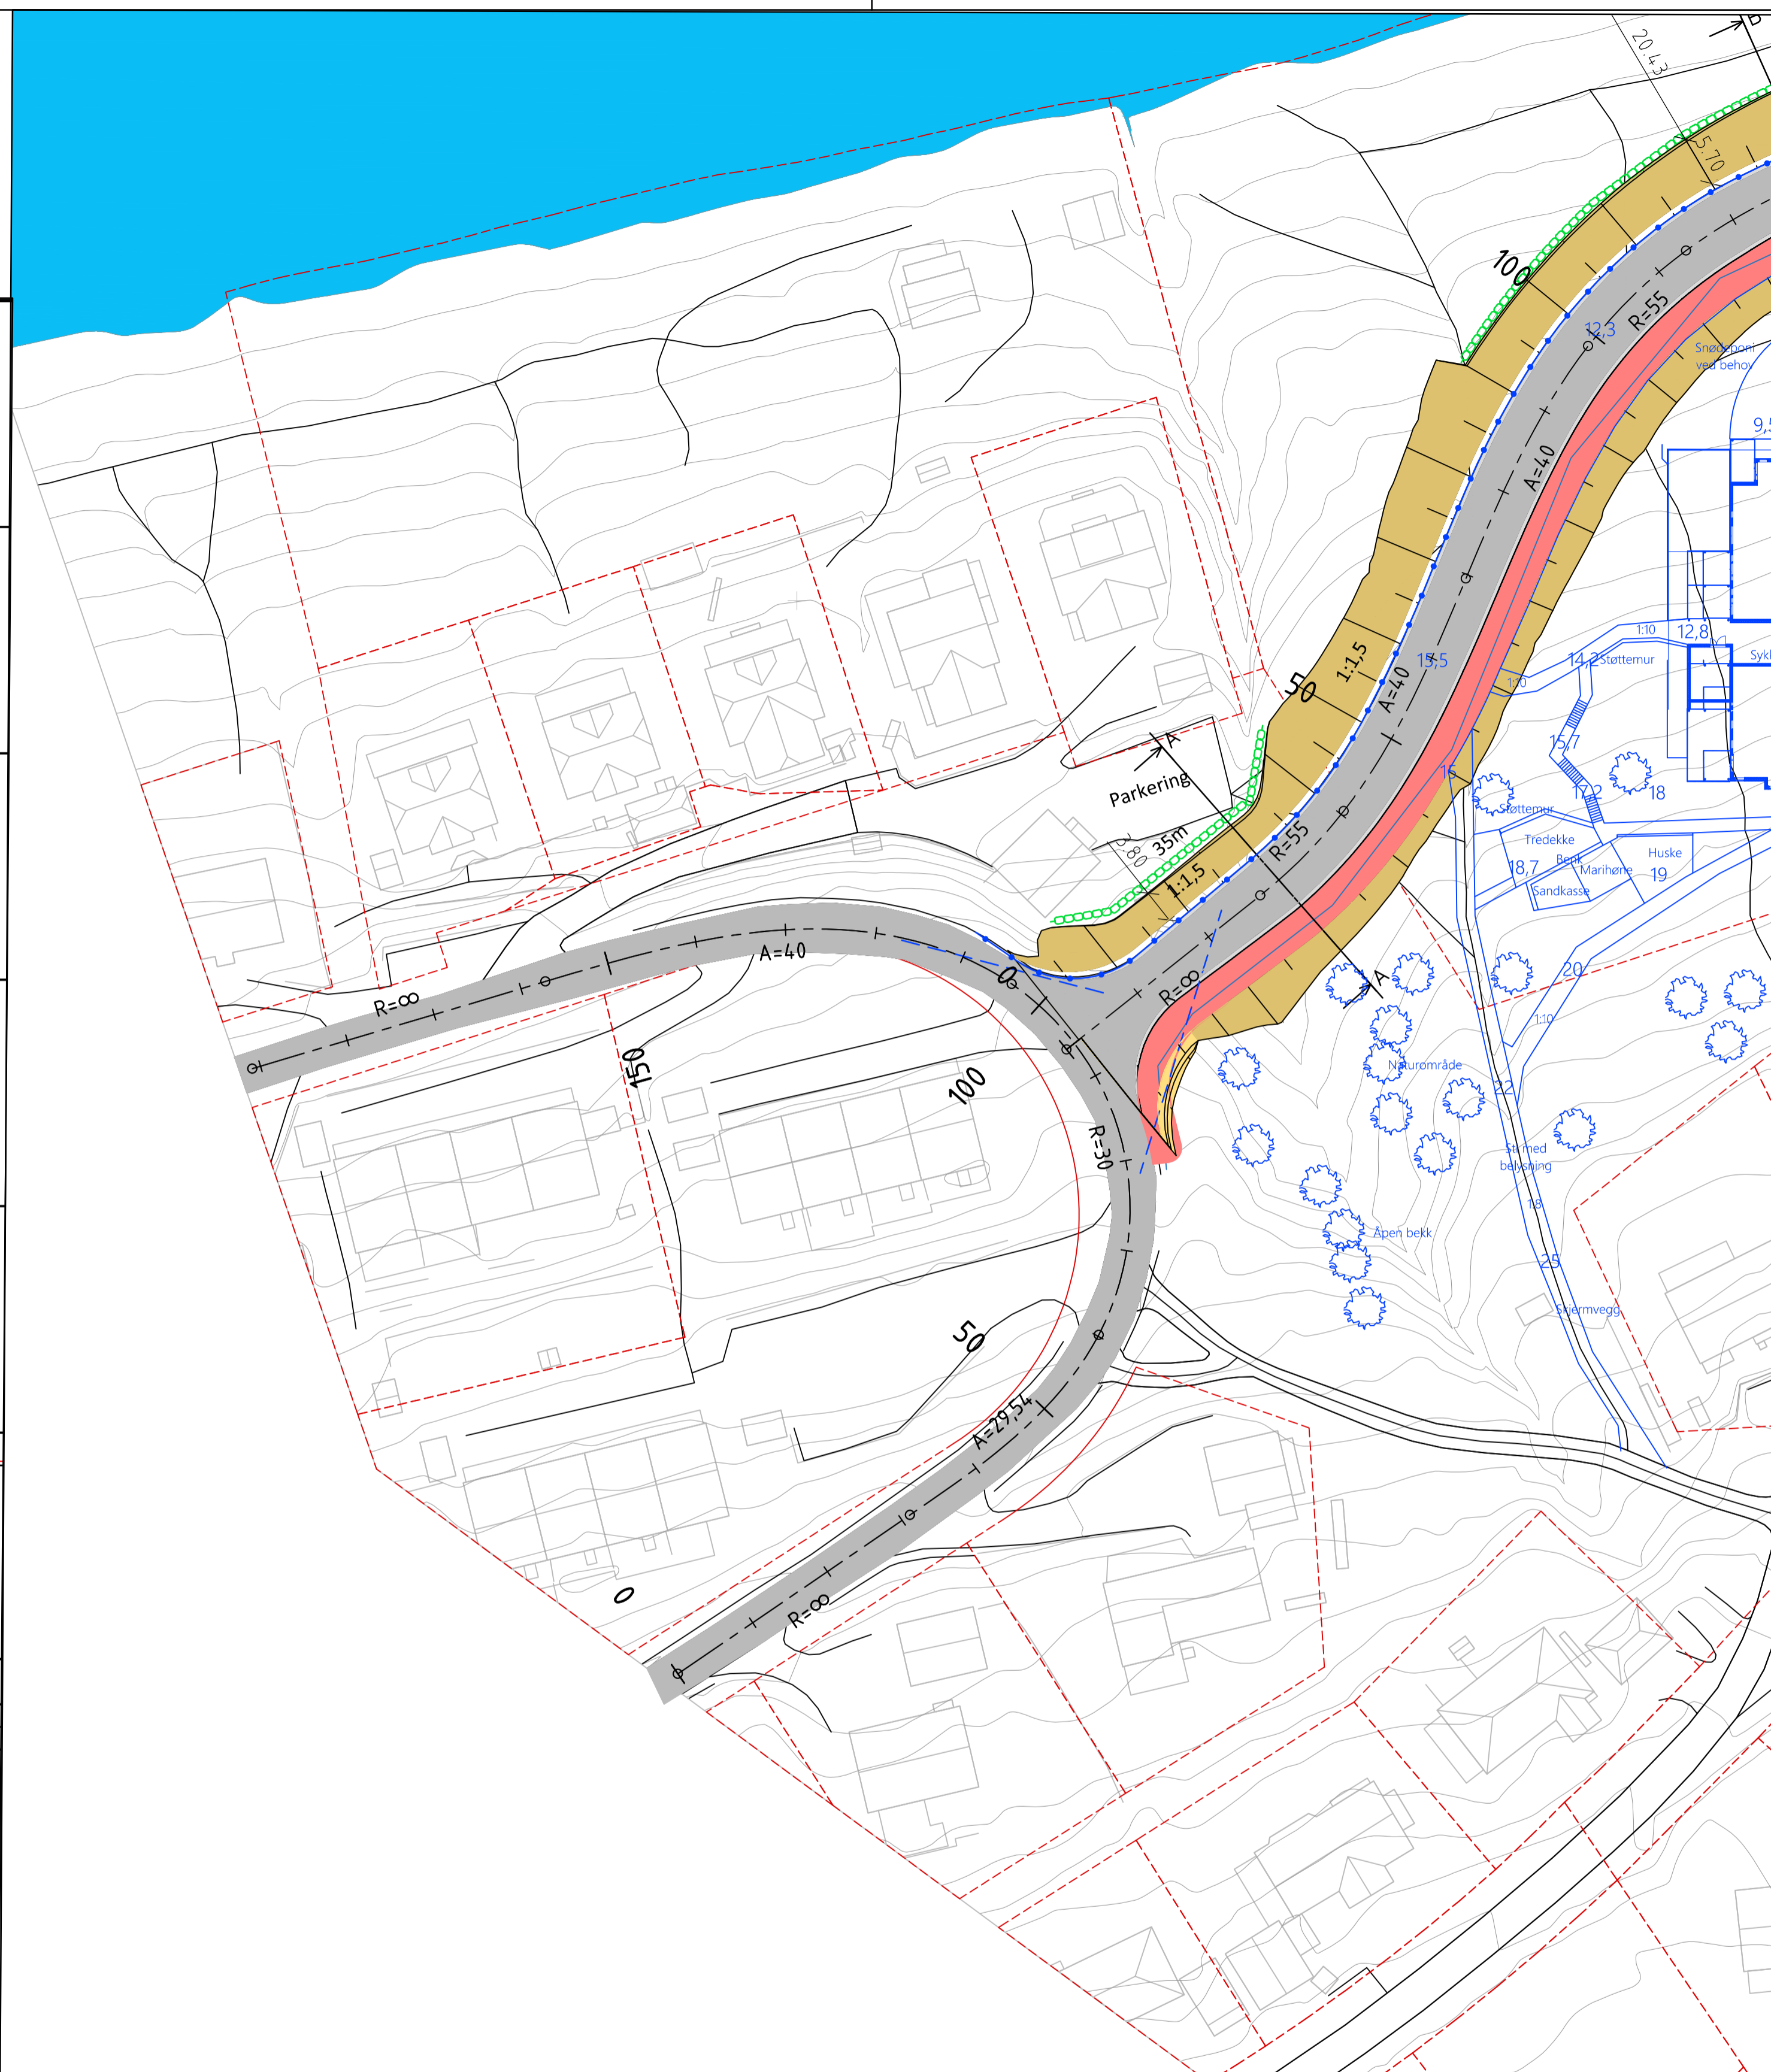 B
20.43
5.70
100
R=55
12,3
Snødeponi
ved behov
9,5
A=40
1:10
12,8
1:1,5
15,5
14,2
Støttemur
Sykl
1:10
50
A=40
A
15,7
16
Parkering
17,2
18
Støttemur
35m
R=55
Tredekke
Benk
Huske
18,7
Marihøne
19
1:1,5
Sandkasse
A=40
0
R=∞
A
20
R=∞
1:10
150
100
Naturområde
22
R=30
Sti med
belysning
18
Åpen bekk
25
50
Skjermvegg
A=29,54
0
R=∞